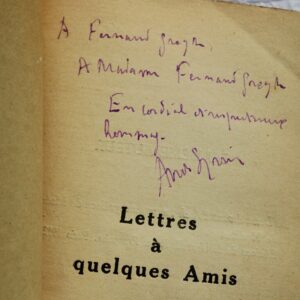 A Fernand Gregh,
A Madame Fernand Gregh
En cordial et respectueux
hommage
Lettres
à
quelques Amis